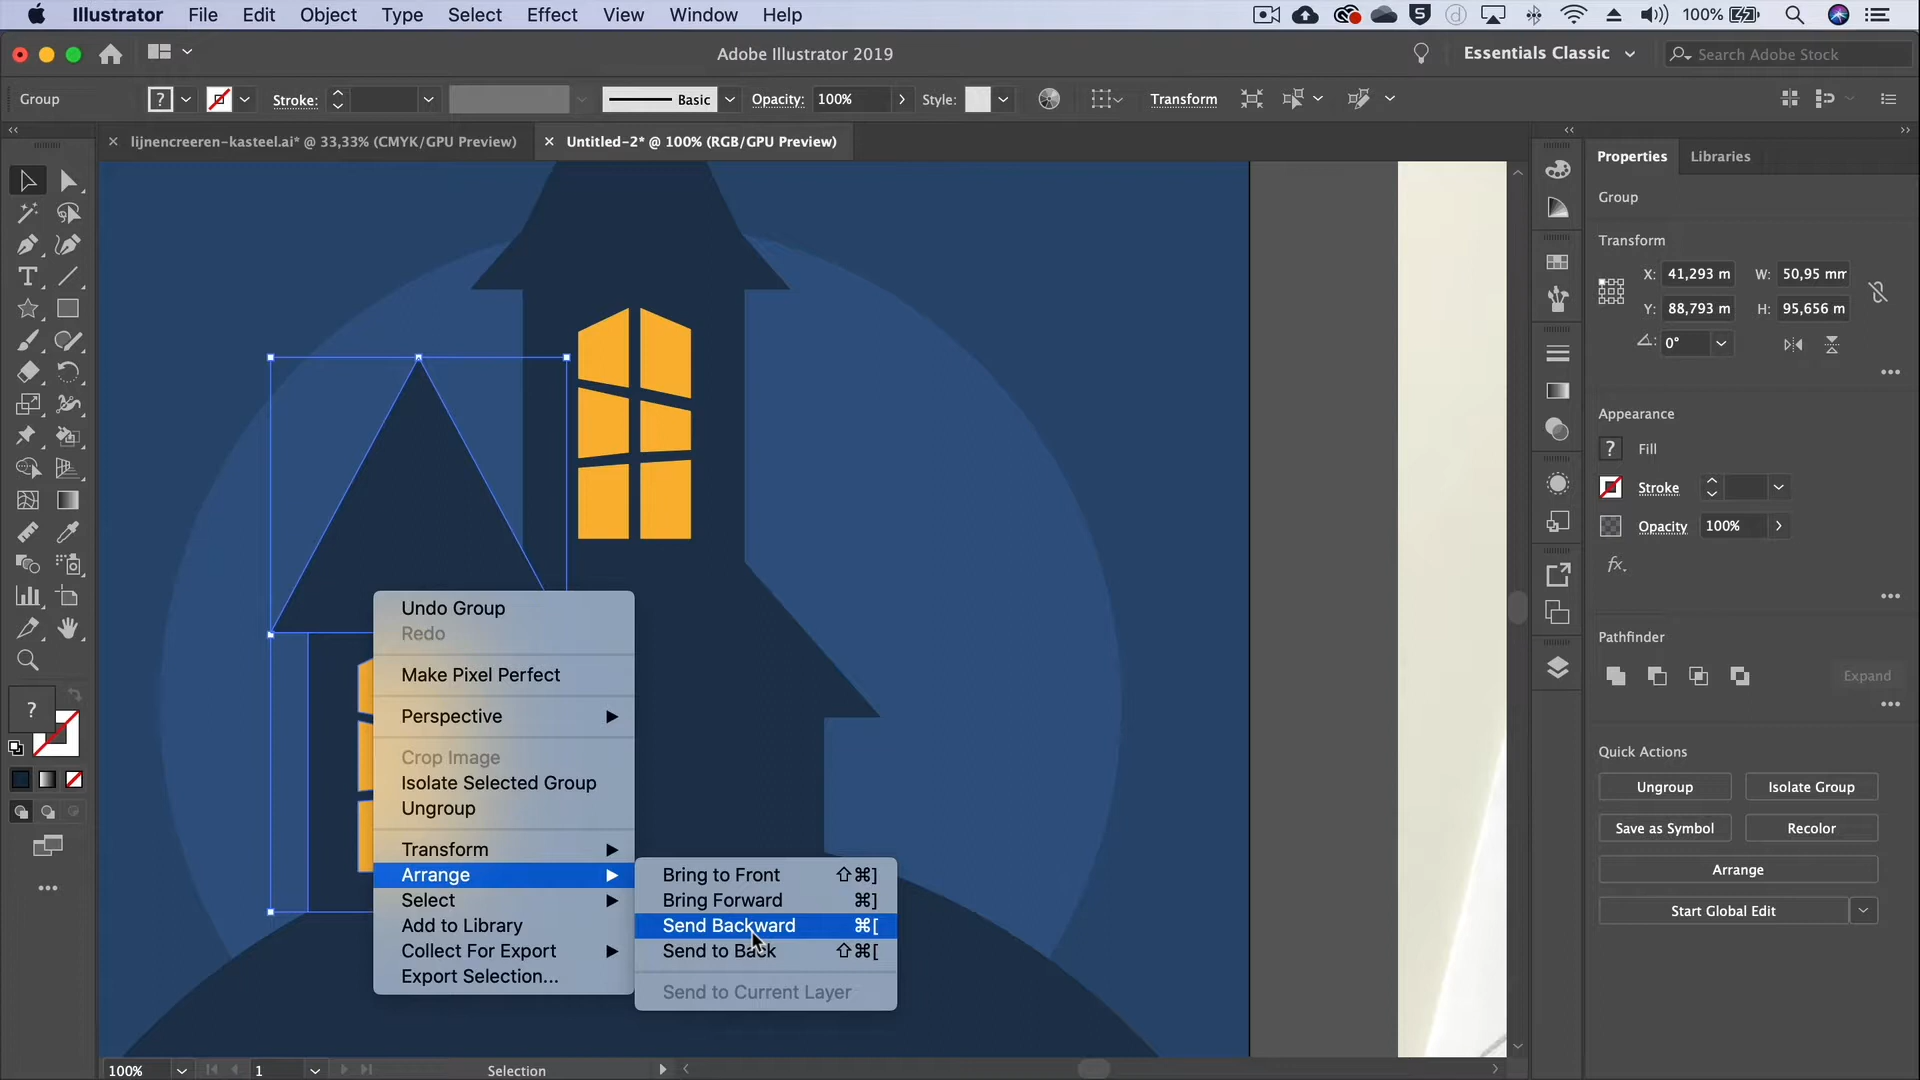 Illustrator File Edit Object Type Select Effect View Window Help 100%
Adobe Illustrator 2019 Essentials Classic Search Adobe Stock
Group Stroke: Basic Opacity: 100% Style: Transform
lijnencreeren-kasteel.ai* @ 33,33% (CMYK/GPU Preview) Untitled-2* @ 100% (RGB/GPU Preview)
Properties Libraries
Group
Transform
X: 41,293 m W: 50,95 mm
Y: 88,793 m H: 95,656 m
0°
Appearance
Fill
Stroke
Opacity 100%
fx.
Pathfinder
Expand
Quick Actions
Ungroup Isolate Group
Save as Symbol Recolor
Arrange
Start Global Edit
Undo Group
Redo
Make Pixel Perfect
Perspective
Crop Image
Isolate Selected Group
Ungroup
Transform
Arrange
Select
Add to Library
Collect For Export
Export Selection...
Bring to Front ⇧⌘]
Bring Forward ⌘]
Send Backward ⌘[
Send to Back ⇧⌘[
Send to Current Layer
100% 1 Selection